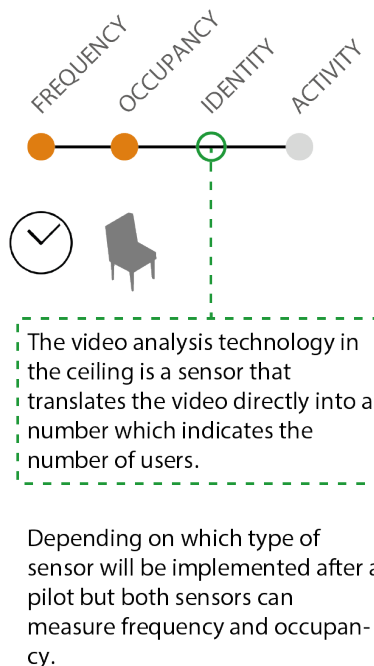 FREQUENCY
OCCUPANCY
IDENTITY
ACTIVITY
The video analysis technology in
the ceiling is a sensor that
translates the video directly into a
number which indicates the
number of users.
Depending on which type of
sensor will be implemented after a
pilot but both sensors can
measure frequency and occupan-
cy.